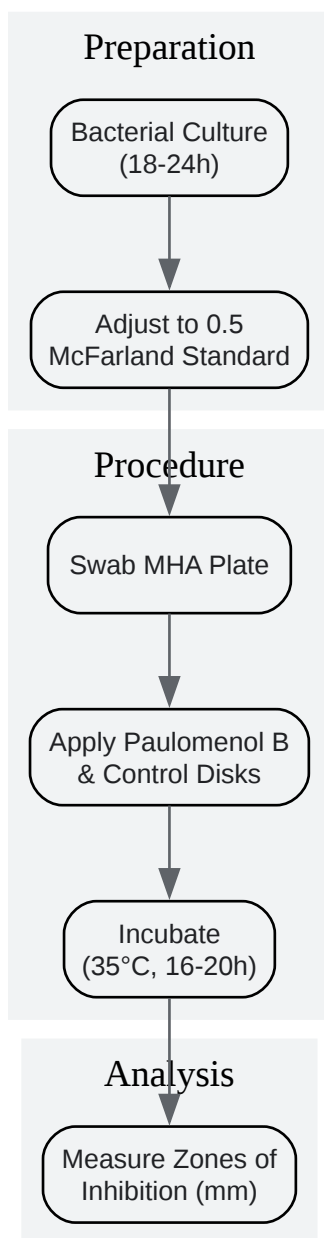 Preparation
Bacterial Culture
(18-24h)
Adjust to 0.5
McFarland Standard
Procedure
Swab MHA Plate
Apply Paulomenol B
& Control Disks
Incubate
(35°C, 16-20h)
Analysis
Measure Zones of
Inhibition (mm)